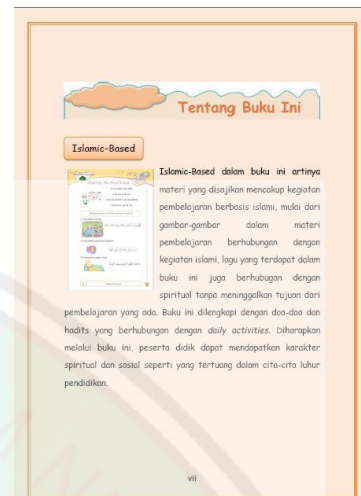 Tentang Buku Ini
Islamic-Based
Daily Activities
Islamic-Based dalam buku ini artinya
materi yang disajikan mencakup kegiatan
pembelajaran berbasis islami, mulai dari
gambar-gambar dalam materi
pembelajaran berhubungan dengan
kegiatan islami, lagu yang terdapat dalam
buku ini juga berhubugan dengan
spiritual tanpa meninggalkan tujuan dari
pembelajaran yang ada. Buku ini dilengkapi dengan doa-doa dan
hadits yang berhubungan dengan daily activities. Diharapkan
melalui buku ini, peserta didik dapat mendapatkan karakter
spiritual dan sosial seperti yang tertuang dalam cita-cita luhur
pendidikan.
vii